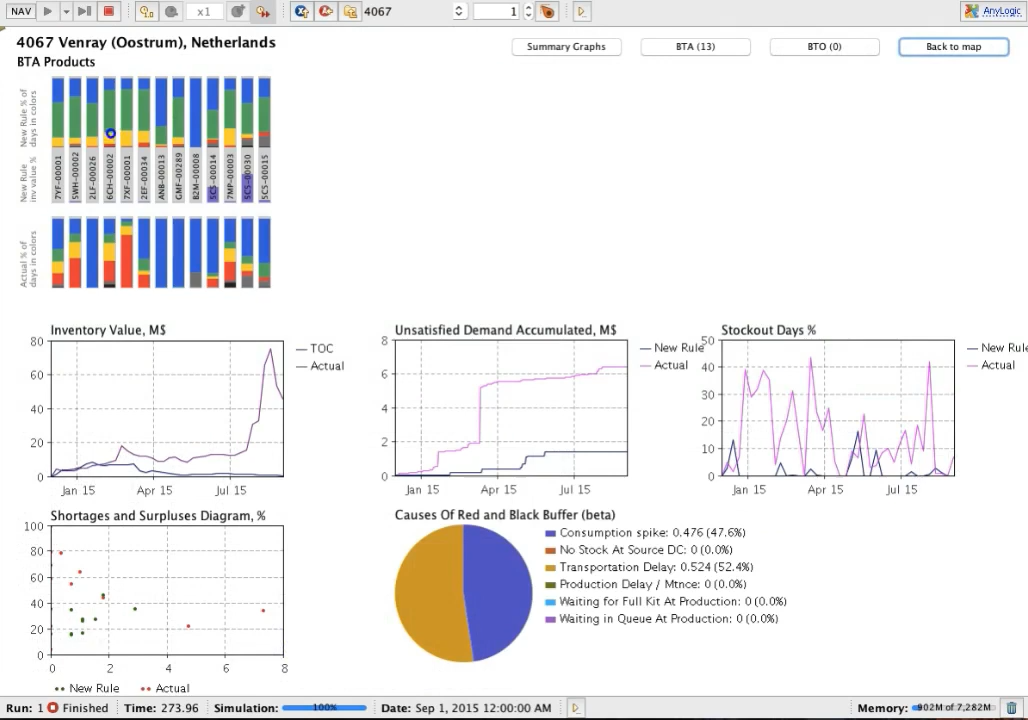 NAV x1 4067 1 AnyLogic
4067 Venray (Oostrum), Netherlands
Summary Graphs BTA (13) BTO (0) Back to map
BTA Products
New Rule % of
days in colors
New Rule
inv value %
7YF-00001
5WH-00002
2LF-00026
6CH-00002
7XF-00001
2EF-00034
ANB-00013
GMF-00289
B2M-00008
5C5-00014
7MP-00003
5C5-00030
5C5-00015
Actual % of
days in colors
Inventory Value, M$
80
60
40
20
0
Jan 15 Apr 15 Jul 15
TOC
Actual
Unsatisfied Demand Accumulated, M$
8
6
4
2
0
Jan 15 Apr 15 Jul 15
New Rule
Actual
Stockout Days %
50
40
30
20
10
0
Jan 15 Apr 15 Jul 15
New Rule
Actual
Shortages and Surpluses Diagram, %
100
80
60
40
20
0
0 2 4 6 8
New Rule Actual
Causes Of Red and Black Buffer (beta)
Consumption spike: 0.476 (47.6%)
No Stock At Source DC: 0 (0.0%)
Transportation Delay: 0.524 (52.4%)
Production Delay / Mtnce: 0 (0.0%)
Waiting for Full Kit At Production: 0 (0.0%)
Waiting in Queue At Production: 0 (0.0%)
Run: 1 Finished Time: 273.96 Simulation: 100% Date: Sep 1, 2015 12:00:00 AM Memory: 902M of 7,282M